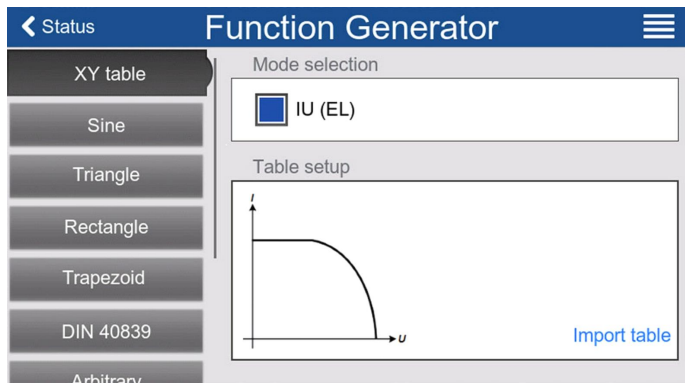 Status
Function Generator
XY table
Sine
Triangle
Rectangle
Trapezoid
DIN 40839
Arbitrary
Mode selection
IU (EL)
Table setup
I
U
Import table